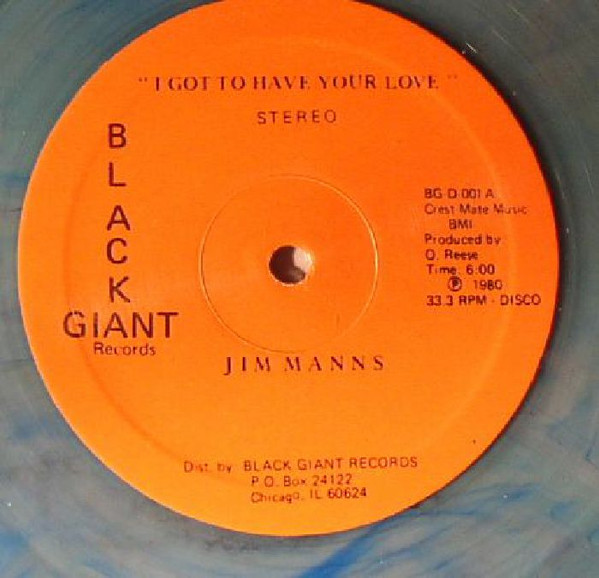 "I GOT TO HAVE YOUR LOVE"
STEREO
BLACK
GIANT
Records
BG D-001 A
Crest Mate Music
BMI
Produced by:
O. Reese
Time: 6:00
℗ 1980
33.3 RPM - DISCO
JIM MANNS
Dist. by: BLACK GIANT RECORDS
P.O. Box 24122
Chicago, IL 60624